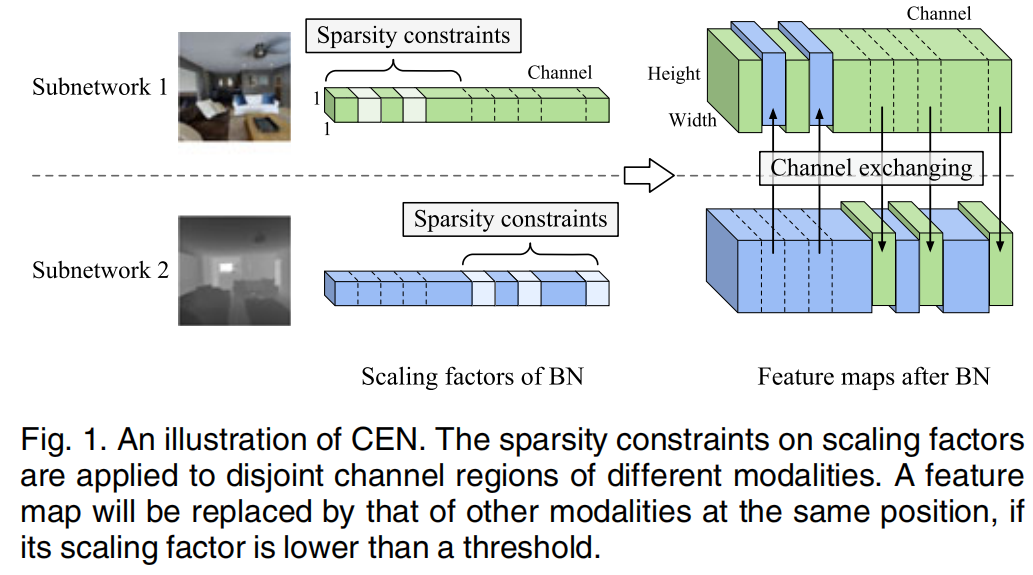 Channel
Sparsity constraints
Subnetwork 1
Channel
Height
1
Width
1
Channel exchanging
Sparsity constraints
Subnetwork 2
Scaling factors of BN
Feature maps after BN
Fig. 1. An illustration of CEN. The sparsity constraints on scaling factors
are applied to disjoint channel regions of different modalities. A feature
map will be replaced by that of other modalities at the same position, if
its scaling factor is lower than a threshold.